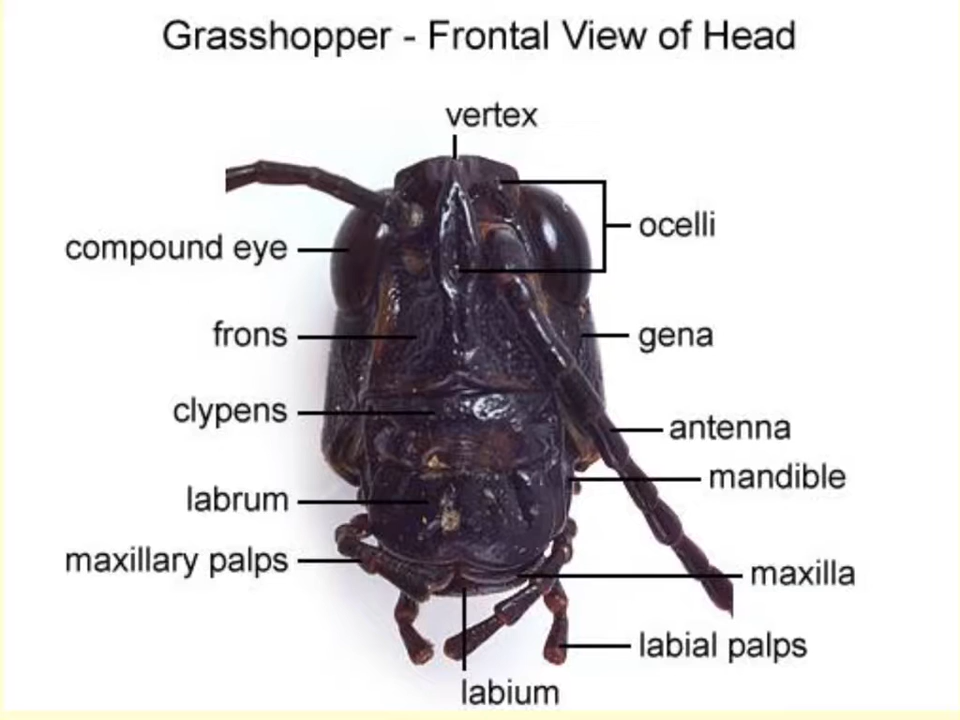 Grasshopper - Frontal View of Head
vertex
ocelli
compound eye
frons
gena
clypens
antenna
mandible
labrum
maxillary palps
maxilla
labial palps
labium